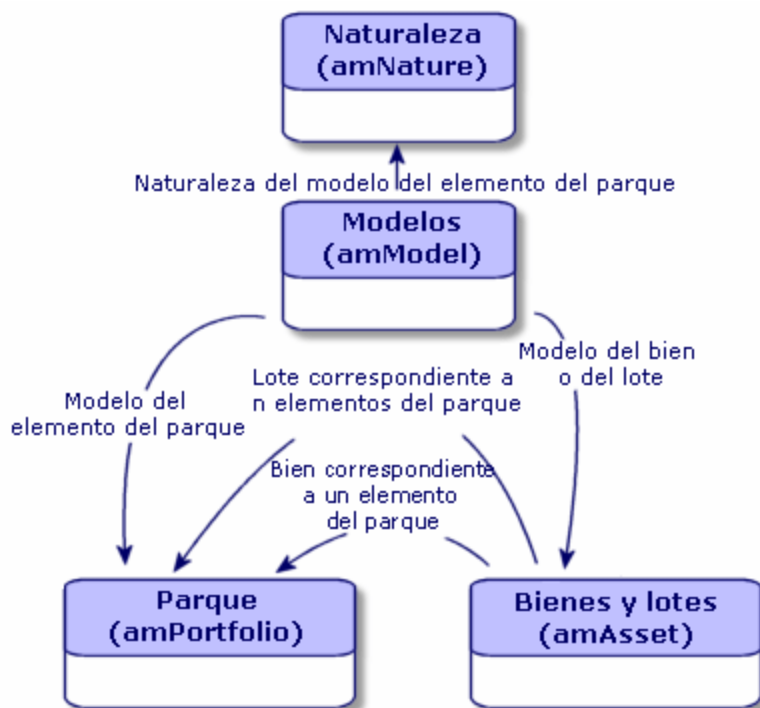 Naturaleza
(amNature)
Naturaleza del modelo del elemento del parque
Modelos
(amModel)
Modelo del bien
o del lote
Lote correspondiente a
n elementos del parque
Modelo del
elemento del parque
Bien correspondiente
a un elemento
del parque
Parque
(amPortfolio)
Bienes y lotes
(amAsset)